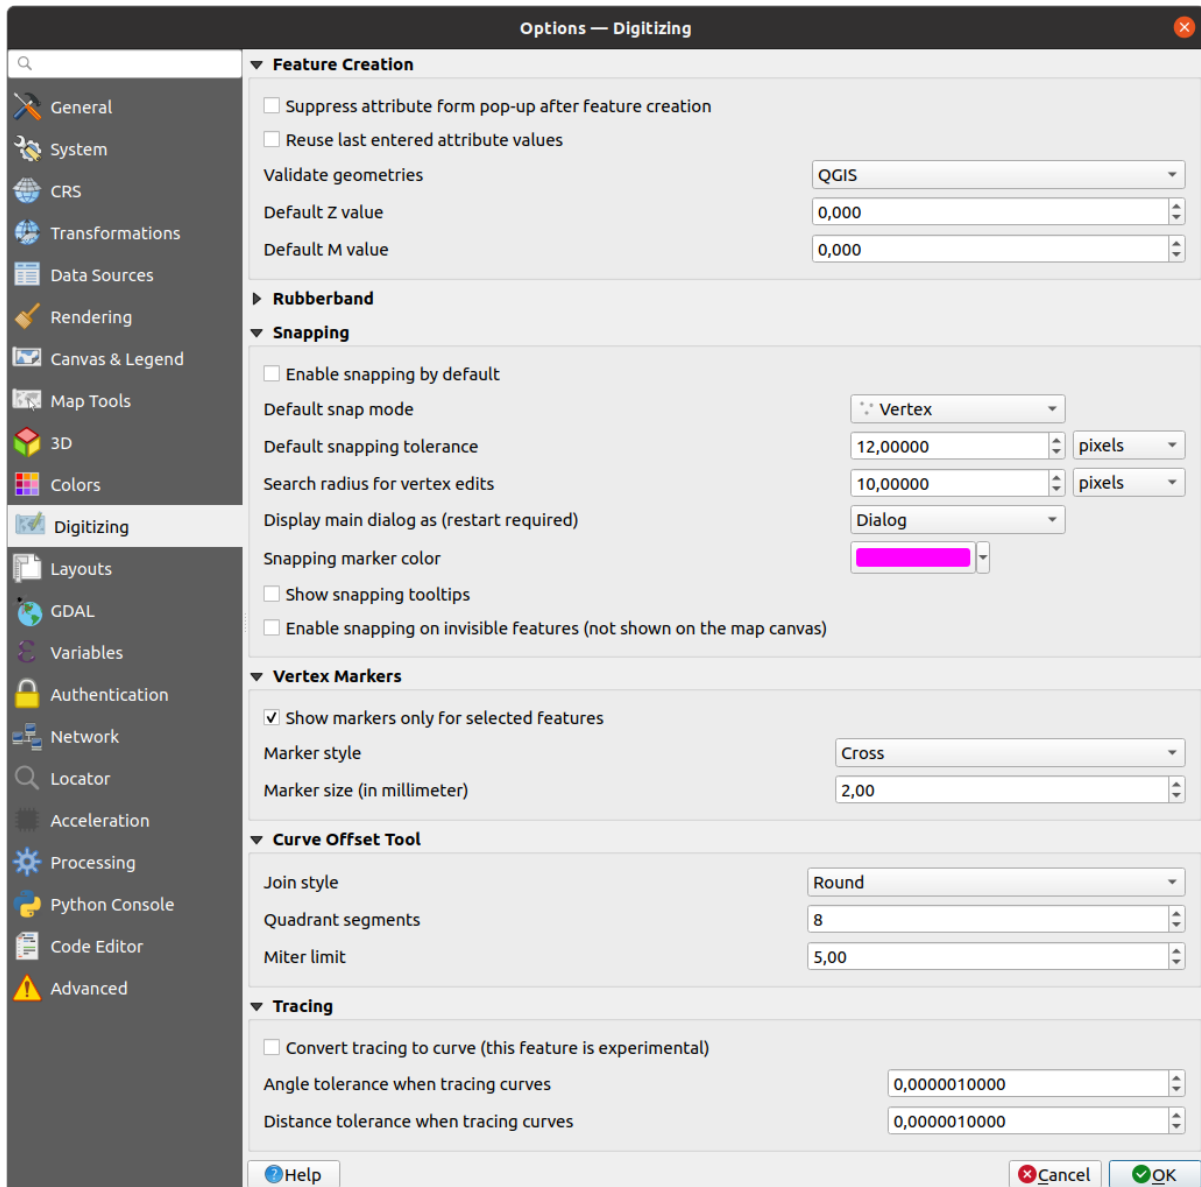 Options — Digitizing
General
System
CRS
Transformations
Data Sources
Rendering
Canvas & Legend
Map Tools
3D
Colors
Digitizing
Layouts
GDAL
Variables
Authentication
Network
Locator
Acceleration
Processing
Python Console
Code Editor
Advanced
Feature Creation
Suppress attribute form pop-up after feature creation
Reuse last entered attribute values
Validate geometries QGIS
Default Z value 0,000
Default M value 0,000
Rubberband
Snapping
Enable snapping by default
Default snap mode Vertex
Default snapping tolerance 12,00000 pixels
Search radius for vertex edits 10,00000 pixels
Display main dialog as (restart required) Dialog
Snapping marker color
Show snapping tooltips
Enable snapping on invisible features (not shown on the map canvas)
Vertex Markers
Show markers only for selected features
Marker style Cross
Marker size (in millimeter) 2,00
Curve Offset Tool
Join style Round
Quadrant segments 8
Miter limit 5,00
Tracing
Convert tracing to curve (this feature is experimental)
Angle tolerance when tracing curves 0,0000010000
Distance tolerance when tracing curves 0,0000010000
Help Cancel OK